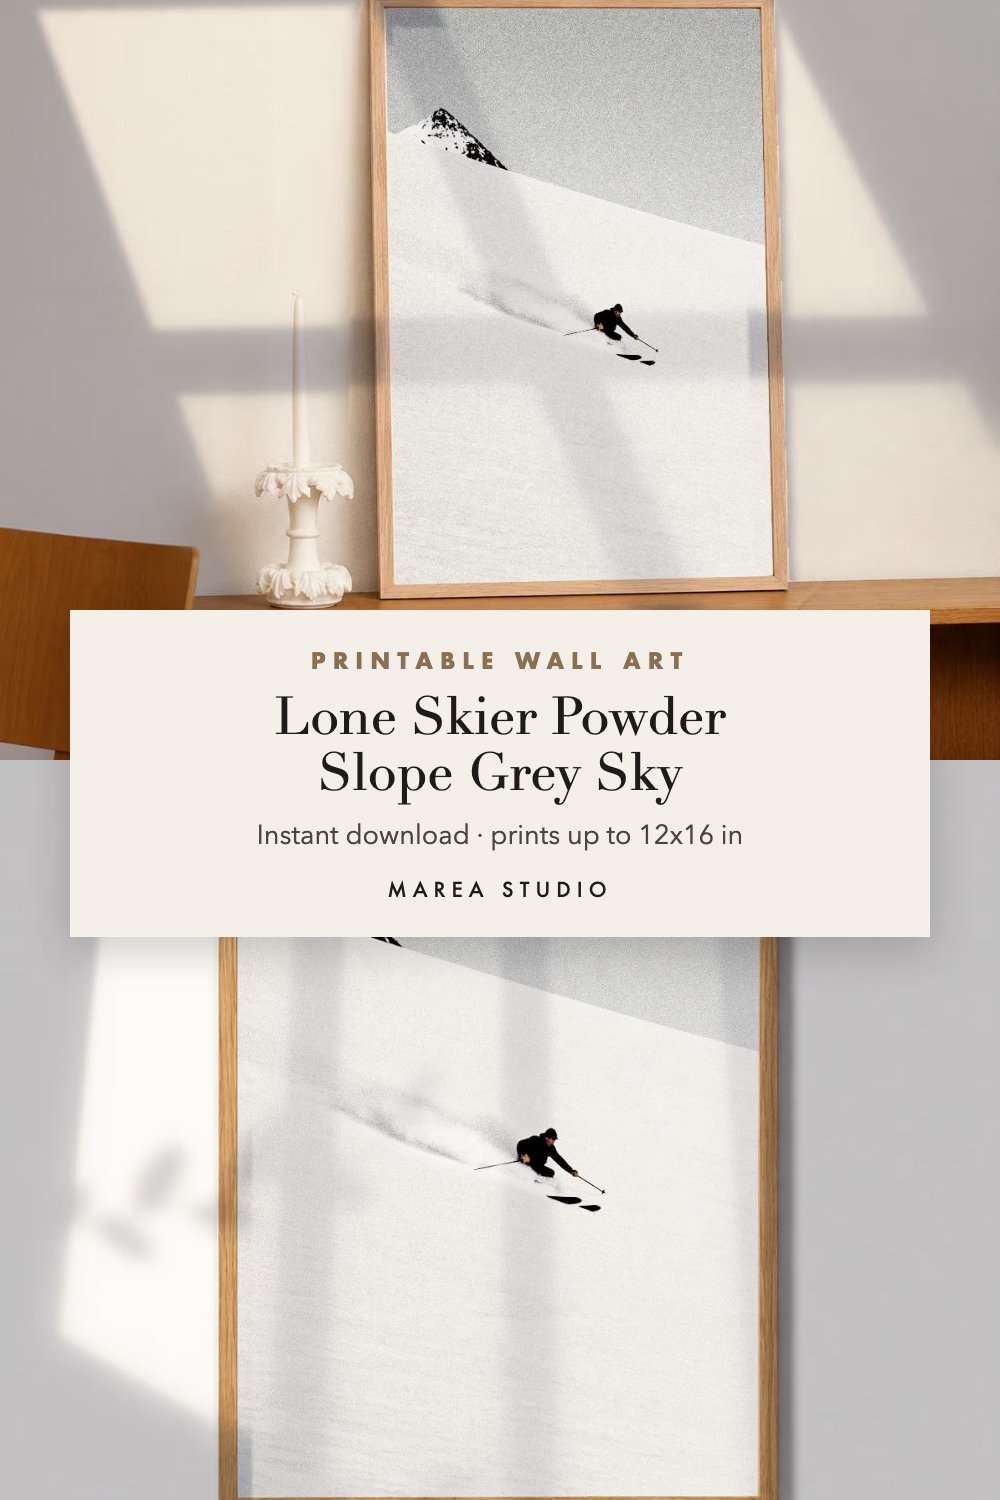 PRINTABLE WALL ART
Lone Skier Powder
Slope Grey Sky
Instant download · prints up to 12x16 in
MAREA STUDIO